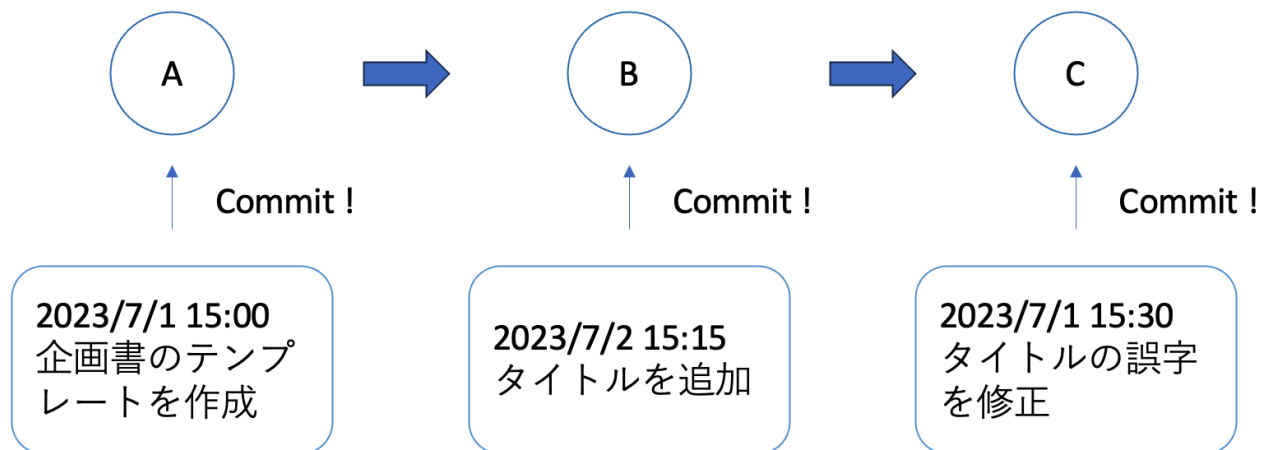 A
B
C
Commit !
Commit !
Commit !
2023/7/1 15:00
企画書のテンプ
レートを作成
2023/7/2 15:15
タイトルを追加
2023/7/1 15:30
タイトルの誤字
を修正